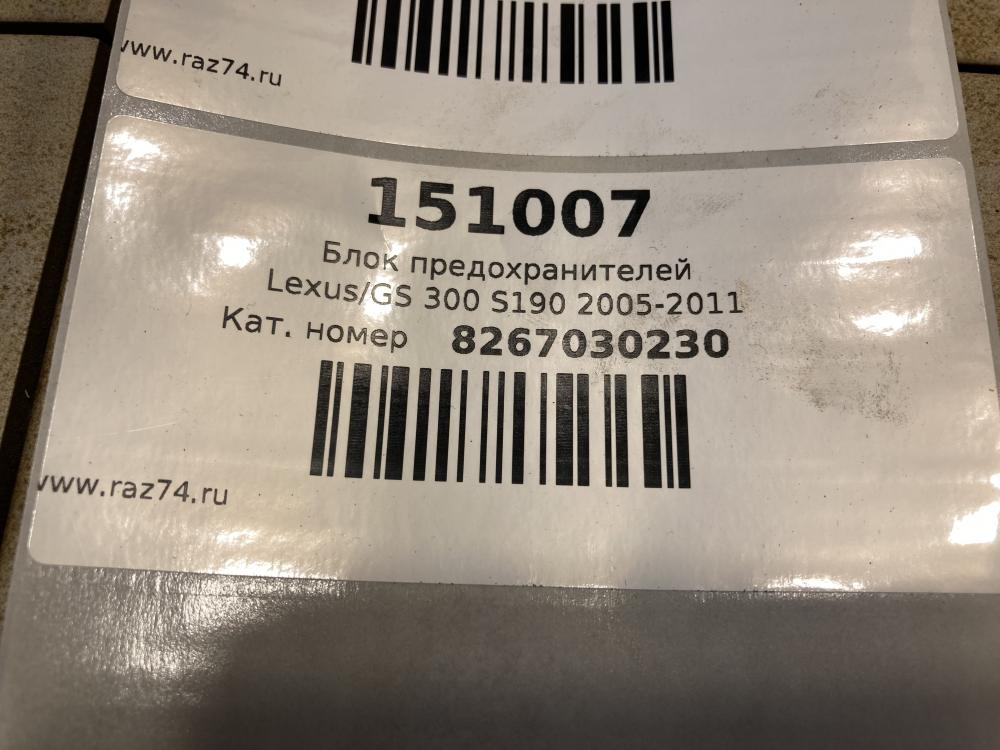 www.raz74.ru
151007
Блок предохранителей
Lexus/GS 300 S190 2005-2011
Кат. номер 8267030230
www.raz74.ru